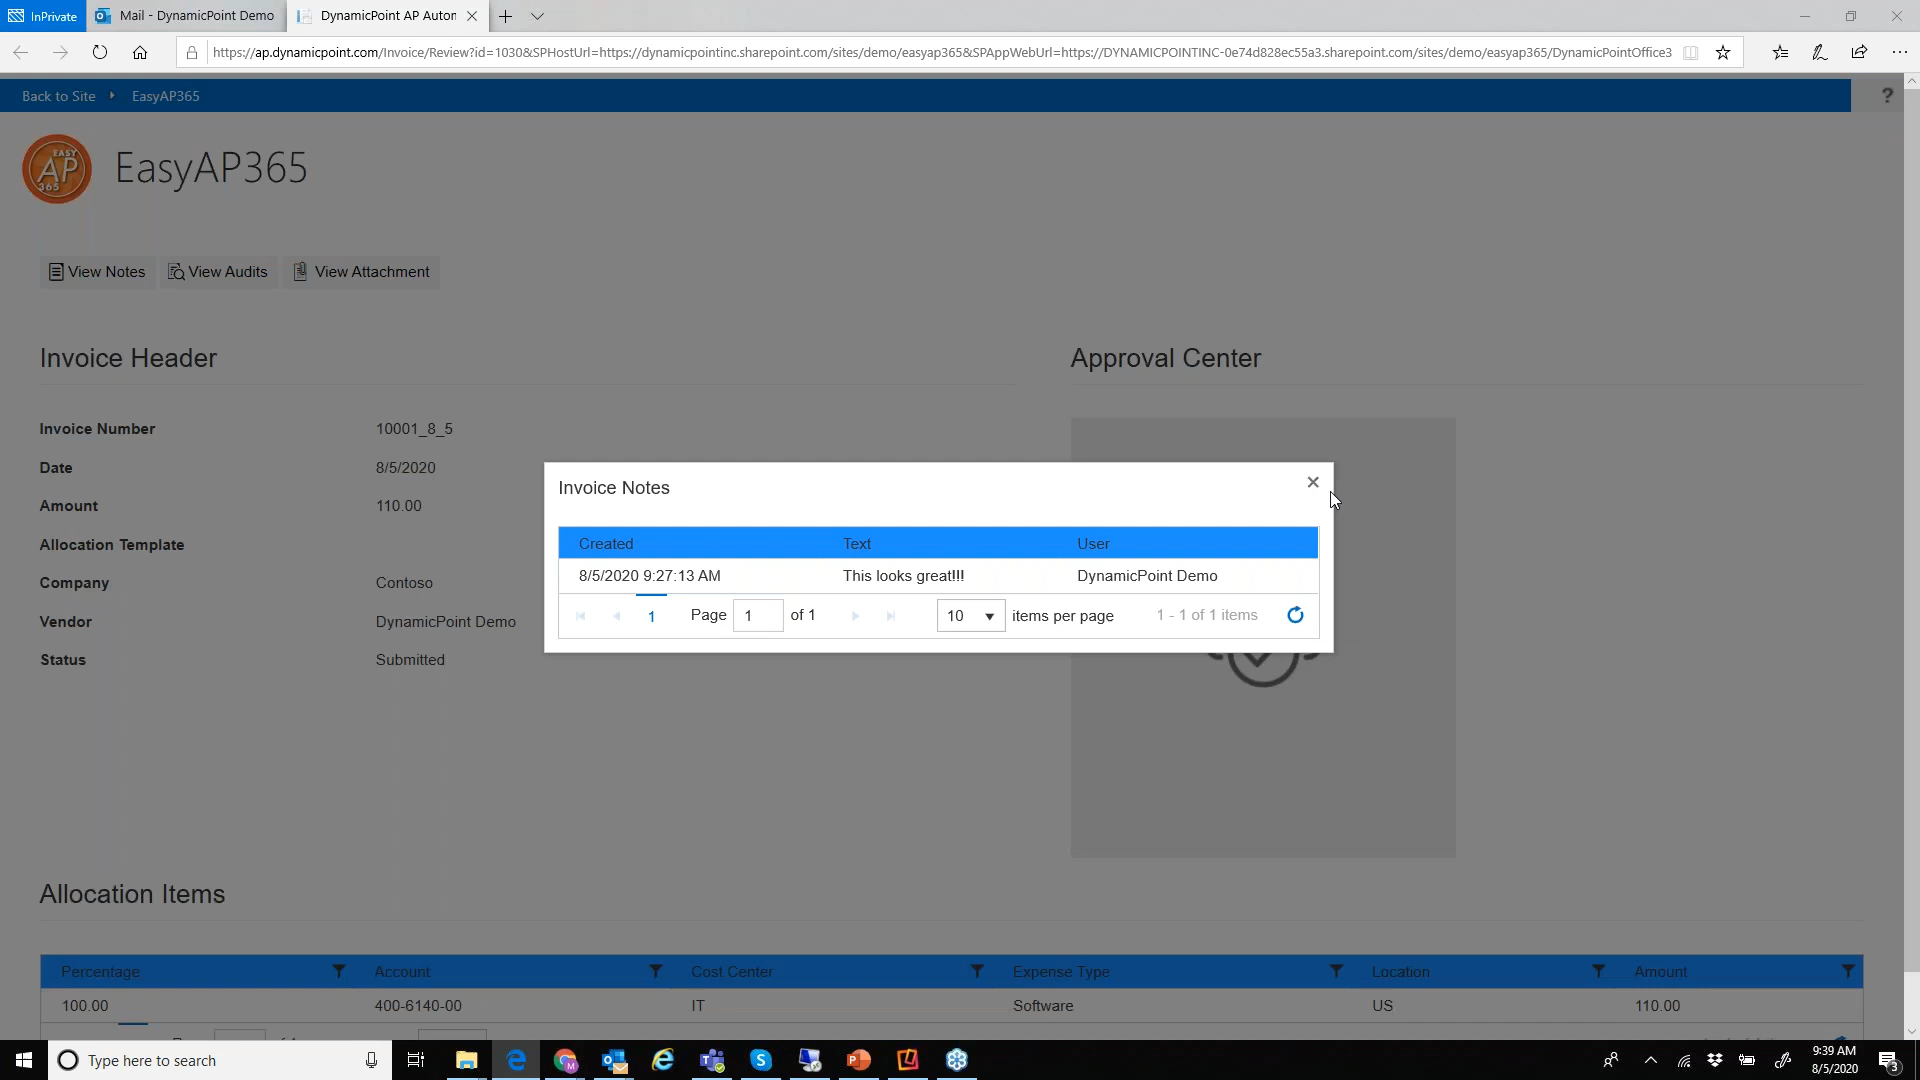 InPrivate
Mail - DynamicPoint Demo
DynamicPoint AP Auton
https://ap.dynamicpoint.com/Invoice/Review?id=1030&SPHostUrl=https://dynamicpointinc.sharepoint.com/sites/demo/easyap365&SPAppWebUrl=https://DYNAMICPOINTINC-0e74d828ec55a3.sharepoint.com/sites/demo/easyap365/DynamicPointOffice3
Back to Site
EasyAP365
?
EASY
AP
365
EasyAP365
View Notes
View Audits
View Attachment
Invoice Header
Approval Center
Invoice Number 10001_8_5
Date 8/5/2020
Amount 110.00
Allocation Template
Company Contoso
Vendor DynamicPoint Demo
Status Submitted
Invoice Notes
Created Text User
8/5/2020 9:27:13 AM This looks great!!! DynamicPoint Demo
1 Page 1 of 1 10 items per page 1 - 1 of 1 items
Allocation Items
Percentage Account Cost Center Expense Type Location Amount
100.00 400-6140-00 IT Software US 110.00
Type here to search
9:39 AM
8/5/2020
3